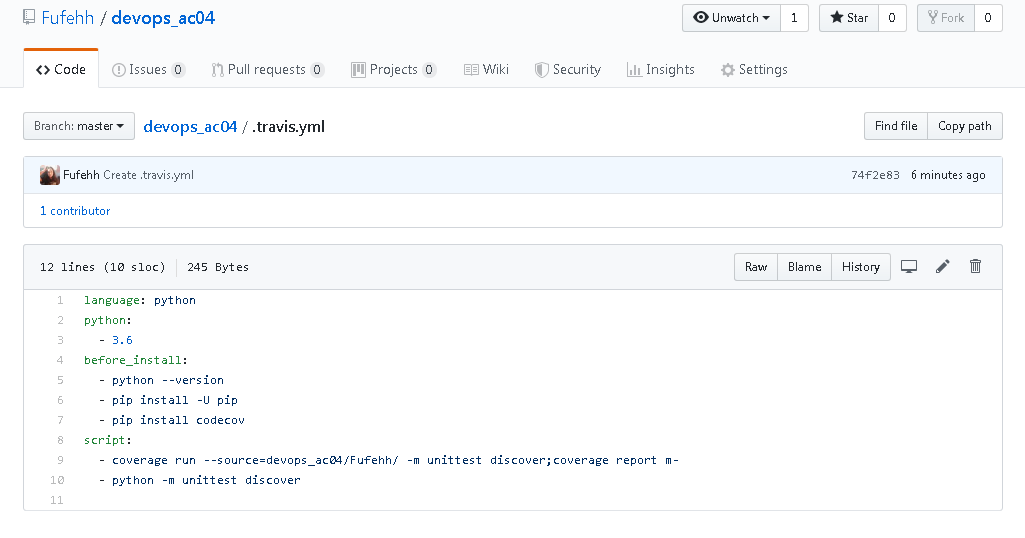 Fufehh / devops_ac04
Unwatch 1 Star 0 Fork 0
Code Issues 0 Pull requests 0 Projects 0 Wiki Security Insights Settings
Branch: master devops_ac04 / .travis.yml Find file Copy path
Fufehh Create .travis.yml 74f2e83 6 minutes ago
1 contributor
12 lines (10 sloc) 245 Bytes Raw Blame History
1 language: python
2 python:
3 - 3.6
4 before_install:
5 - python --version
6 - pip install -U pip
7 - pip install codecov
8 script:
9 - coverage run --source=devops_ac04/Fufehh/ -m unittest discover;coverage report m-
10 - python -m unittest discover
11